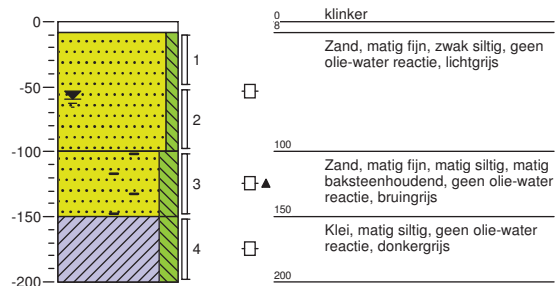 0
-50
-100
-150
-200
1
2
3
4
0
klinker
8
Zand, matig fijn, zwak siltig, geen
olie-water reactie, lichtgrijs
100
Zand, matig fijn, matig siltig, matig
baksteenhoudend, geen olie-water
reactie, bruingrijs
150
Klei, matig siltig, geen olie-water
reactie, donkergrijs
200